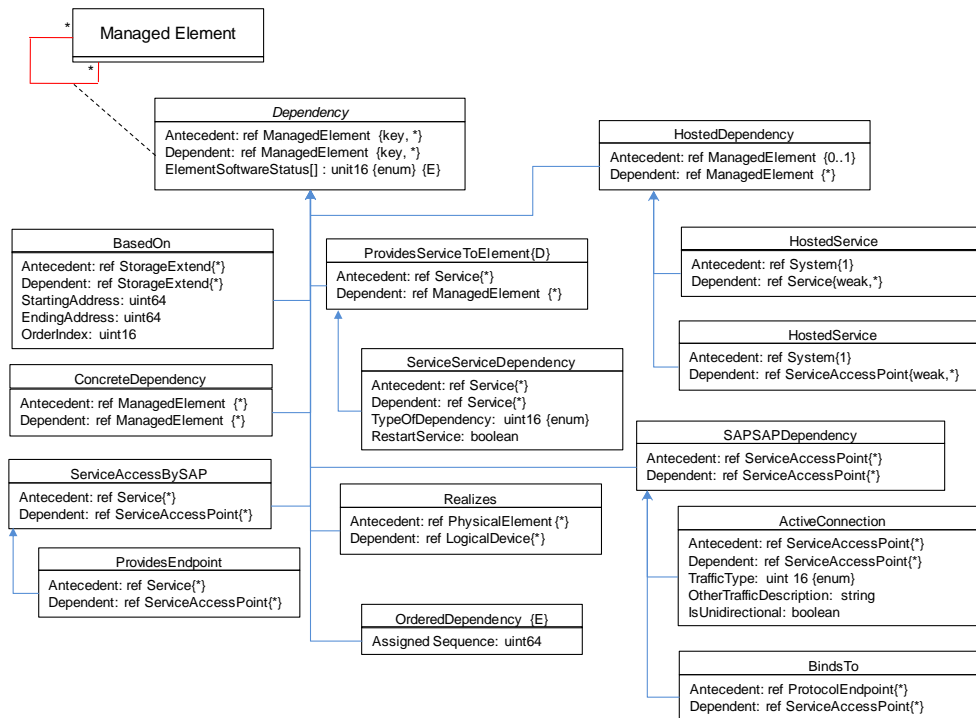 Managed Element
*
*
Dependency
Antecedent: ref ManagedElement {key, *}
Dependent: ref ManagedElement {key, *}
ElementSoftwareStatus[] : unit16 {enum} {E}
HostedDependency
Antecedent: ref ManagedElement {0..1}
Dependent: ref ManagedElement {*}
BasedOn
Antecedent: ref StorageExtend{*}
Dependent: ref StorageExtend{*}
StartingAddress: uint64
EndingAddress: uint64
OrderIndex: uint16
ProvidesServiceToElement{D}
Antecedent: ref Service{*}
Dependent: ref ManagedElement {*}
HostedService
Antecedent: ref System{1}
Dependent: ref Service{weak,*}
HostedService
Antecedent: ref System{1}
Dependent: ref ServiceAccessPoint{weak,*}
ServiceServiceDependency
Antecedent: ref Service{*}
Dependent: ref Service{*}
TypeOfDependency: uint16 {enum}
RestartService: boolean
ConcreteDependency
Antecedent: ref ManagedElement {*}
Dependent: ref ManagedElement {*}
SAPSAPDependency
Antecedent: ref ServiceAccessPoint{*}
Dependent: ref ServiceAccessPoint{*}
ServiceAccessBySAP
Antecedent: ref Service{*}
Dependent: ref ServiceAccessPoint{*}
Realizes
Antecedent: ref PhysicalElement{*}
Dependent: ref LogicalDevice{*}
ActiveConnection
Antecedent: ref ServiceAccessPoint{*}
Dependent: ref ServiceAccessPoint{*}
TrafficType: uint 16 {enum}
OtherTrafficDescription: string
IsUnidirectional: boolean
ProvidesEndpoint
Antecedent: ref Service{*}
Dependent: ref ServiceAccessPoint{*}
OrderedDependency {E}
Assigned Sequence: uint64
BindsTo
Antecedent: ref ProtocolEndpoint{*}
Dependent: ref ServiceAccessPoint{*}